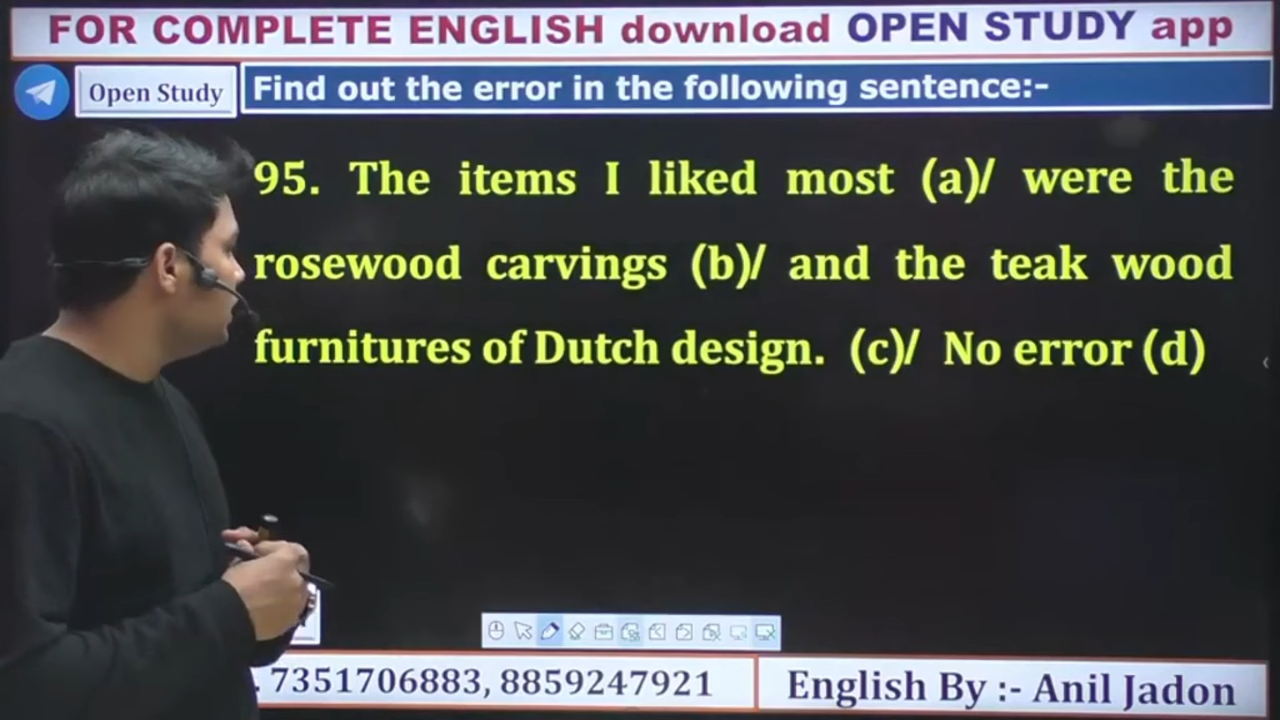 FOR COMPLETE ENGLISH download OPEN STUDY app
Open Study
Find out the error in the following sentence:-
95. The items I liked most (a)/ were the
rosewood carvings (b)/ and the teak wood
furnitures of Dutch design. (c)/ No error (d)
. 7351706883, 8859247921
English By :- Anil Jadon